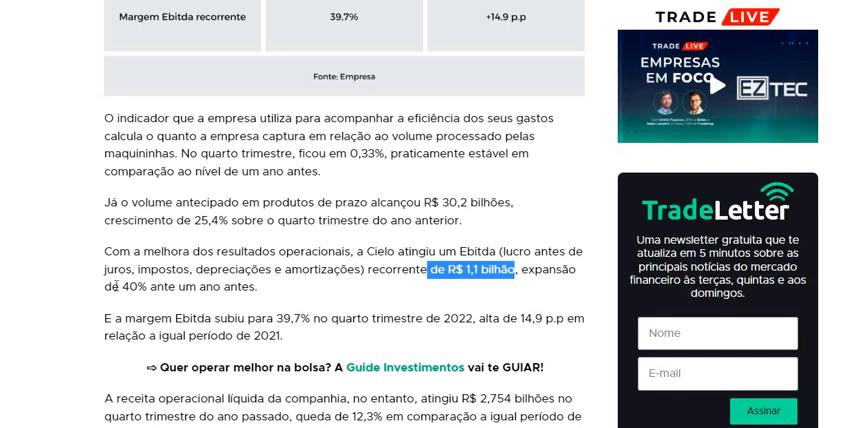 Margem Ebitda recorrente
39,7%
+14,9 p.p
Fonte: Empresa
O indicador que a empresa utiliza para acompanhar a eficiência dos seus gastos
calcula o quanto a empresa captura em relação ao volume processado pelas
maquininhas. No quarto trimestre, ficou em 0,33%, praticamente estável em
comparação ao nível de um ano antes.
Já o volume antecipado em produtos de prazo alcançou R$ 30,2 bilhões,
crescimento de 25,4% sobre o quarto trimestre do ano anterior.
Com a melhora dos resultados operacionais, a Cielo atingiu um Ebitda (lucro antes de
juros, impostos, depreciações e amortizações) recorrente de R$ 1,1 bilhão, expansão
de 40% ante um ano antes.
E a margem Ebitda subiu para 39,7% no quarto trimestre de 2022, alta de 14,9 p.p em
relação a igual período de 2021.
⇨ Quer operar melhor na bolsa? A Guide Investimentos vai te GUIAR!
A receita operacional líquida da companhia, no entanto, atingiu R$ 2,754 bilhões no
quarto trimestre do ano passado, queda de 12,3% em comparação a igual período de
TRADE LIVE
TRADE LIVE
EMPRESAS
EM FOCO
EZTEC
TradeLetter
Uma newsletter gratuita que te
atualiza em 5 minutos sobre as
principais notícias do mercado
financeiro às terças, quintas e aos
domingos.
Nome
E-mail
Assinar